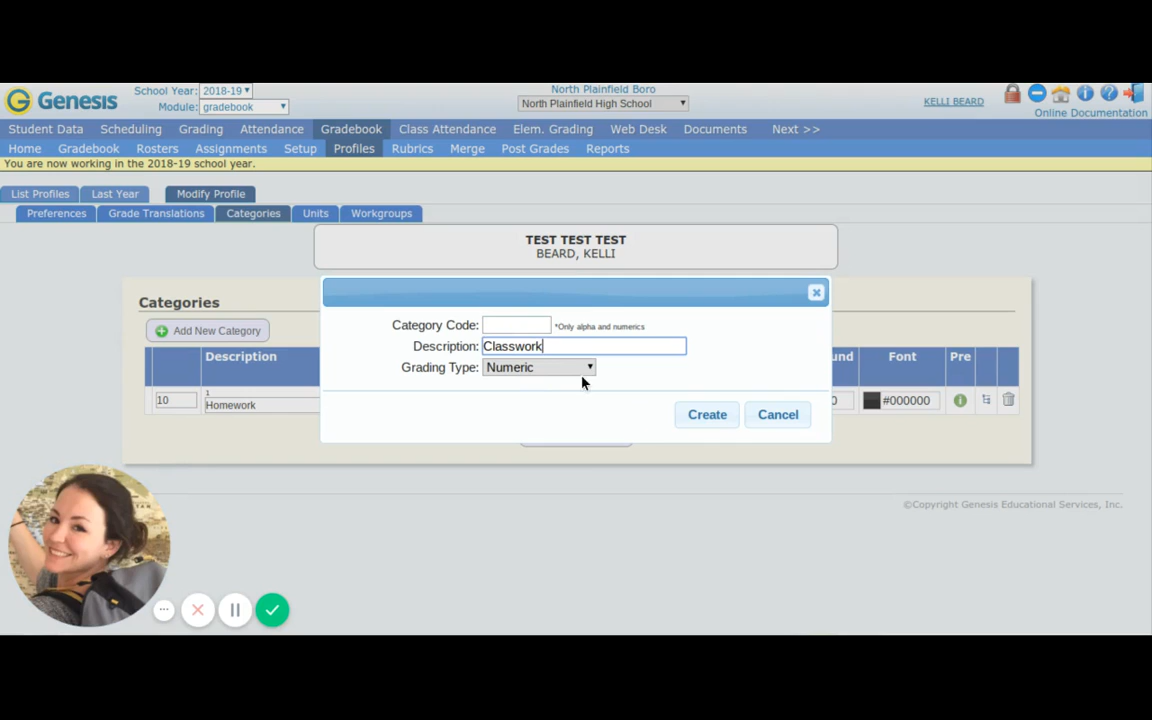 Genesis
School Year: 2018-19
Module: gradebook
North Plainfield Boro
North Plainfield High School
KELLI BEARD
Online Documentation
Student Data Scheduling Grading Attendance Gradebook Class Attendance Elem. Grading Web Desk Documents Next >>
Home Gradebook Rosters Assignments Setup Profiles Rubrics Merge Post Grades Reports
You are now working in the 2018-19 school year.
List Profiles Last Year Modify Profile
Preferences Grade Translations Categories Units Workgroups
TEST TEST TEST
BEARD, KELLI
Categories
Add New Category
Category Code: *Only alpha and numerics
Description: Classwork
Grading Type: Numeric
Create Cancel
Description und Font Pre
10 1 Homework 0 #000000
©Copyright Genesis Educational Services, Inc.